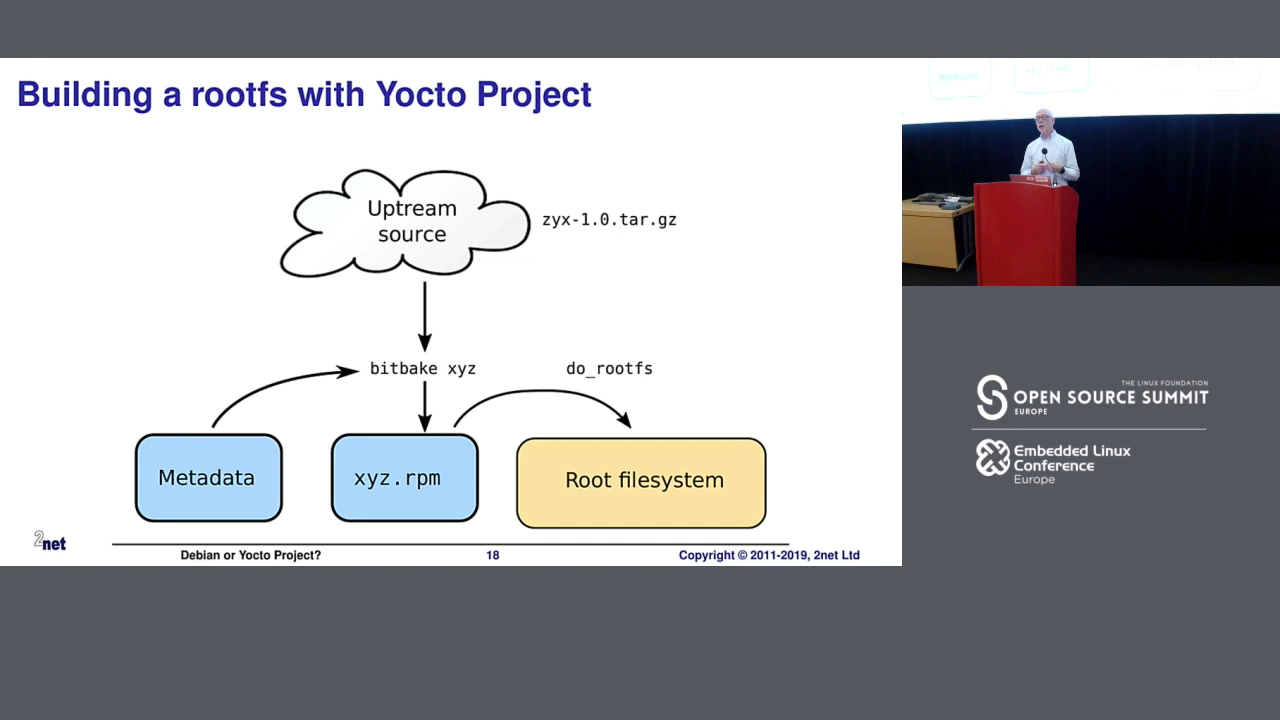 Building a rootfs with Yocto Project
Uptream
source
zyx-1.0.tar.gz
bitbake xyz
do_rootfs
Metadata
xyz.rpm
Root filesystem
2net
Debian or Yocto Project?
18
Copyright © 2011-2019, 2net Ltd
THE LINUX FOUNDATION
OPEN SOURCE SUMMIT
EUROPE
Embedded Linux
Conference
Europe